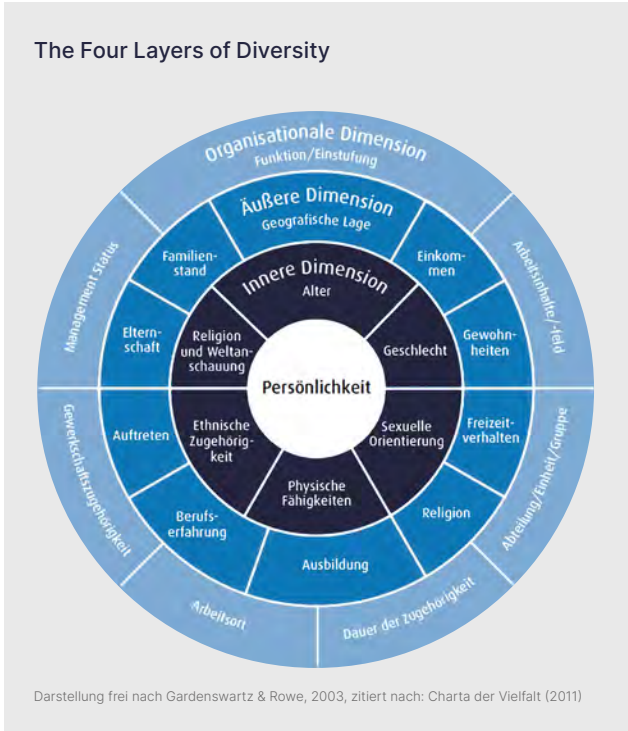 The Four Layers of Diversity
Organisationale Dimension
Funktion/Einstufung
Äußere Dimension
Geografische Lage
Innere Dimension
Alter
Familien-
stand
Einkom-
men
Management Status
Arbeitsinhalte/-feld
Eltern-
schaft
Religion
und Weltan-
schauung
Geschlecht
Gewohn-
heiten
Persönlichkeit
Auftreten
Ethnische
Zugehörig-
keit
Sexuelle
Orientierung
Freizeit-
verhalten
Gewerkschaftszugehörigkeit
Abteilung/Einheit/Gruppe
Physische
Fähigkeiten
Berufs-
erfahrung
Religion
Ausbildung
Arbeitsort
Dauer der Zugehörigkeit
Darstellung frei nach Gardenswartz & Rowe, 2003, zitiert nach: Charta der Vielfalt (2011)